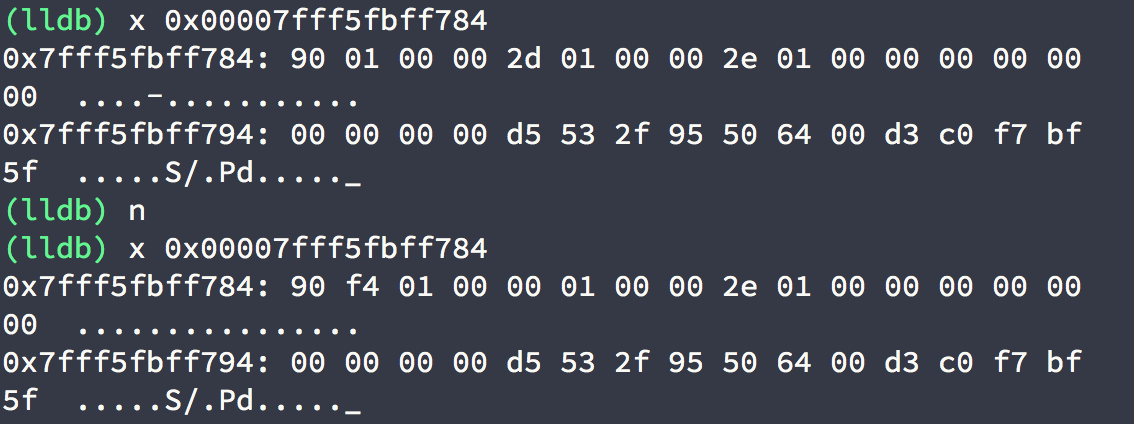 (lldb) x 0x00007fff5fbff784
0x7fff5fbff784: 90 01 00 00 2d 01 00 00 2e 01 00 00 00 00 00
00  ....-...........
0x7fff5fbff794: 00 00 00 00 d5 53 2f 95 50 64 00 d3 c0 f7 bf
5f  .....S/.Pd....._
(lldb) n
(lldb) x 0x00007fff5fbff784
0x7fff5fbff784: 90 f4 01 00 00 01 00 00 2e 01 00 00 00 00 00
00  ................
0x7fff5fbff794: 00 00 00 00 d5 53 2f 95 50 64 00 d3 c0 f7 bf
5f  .....S/.Pd....._